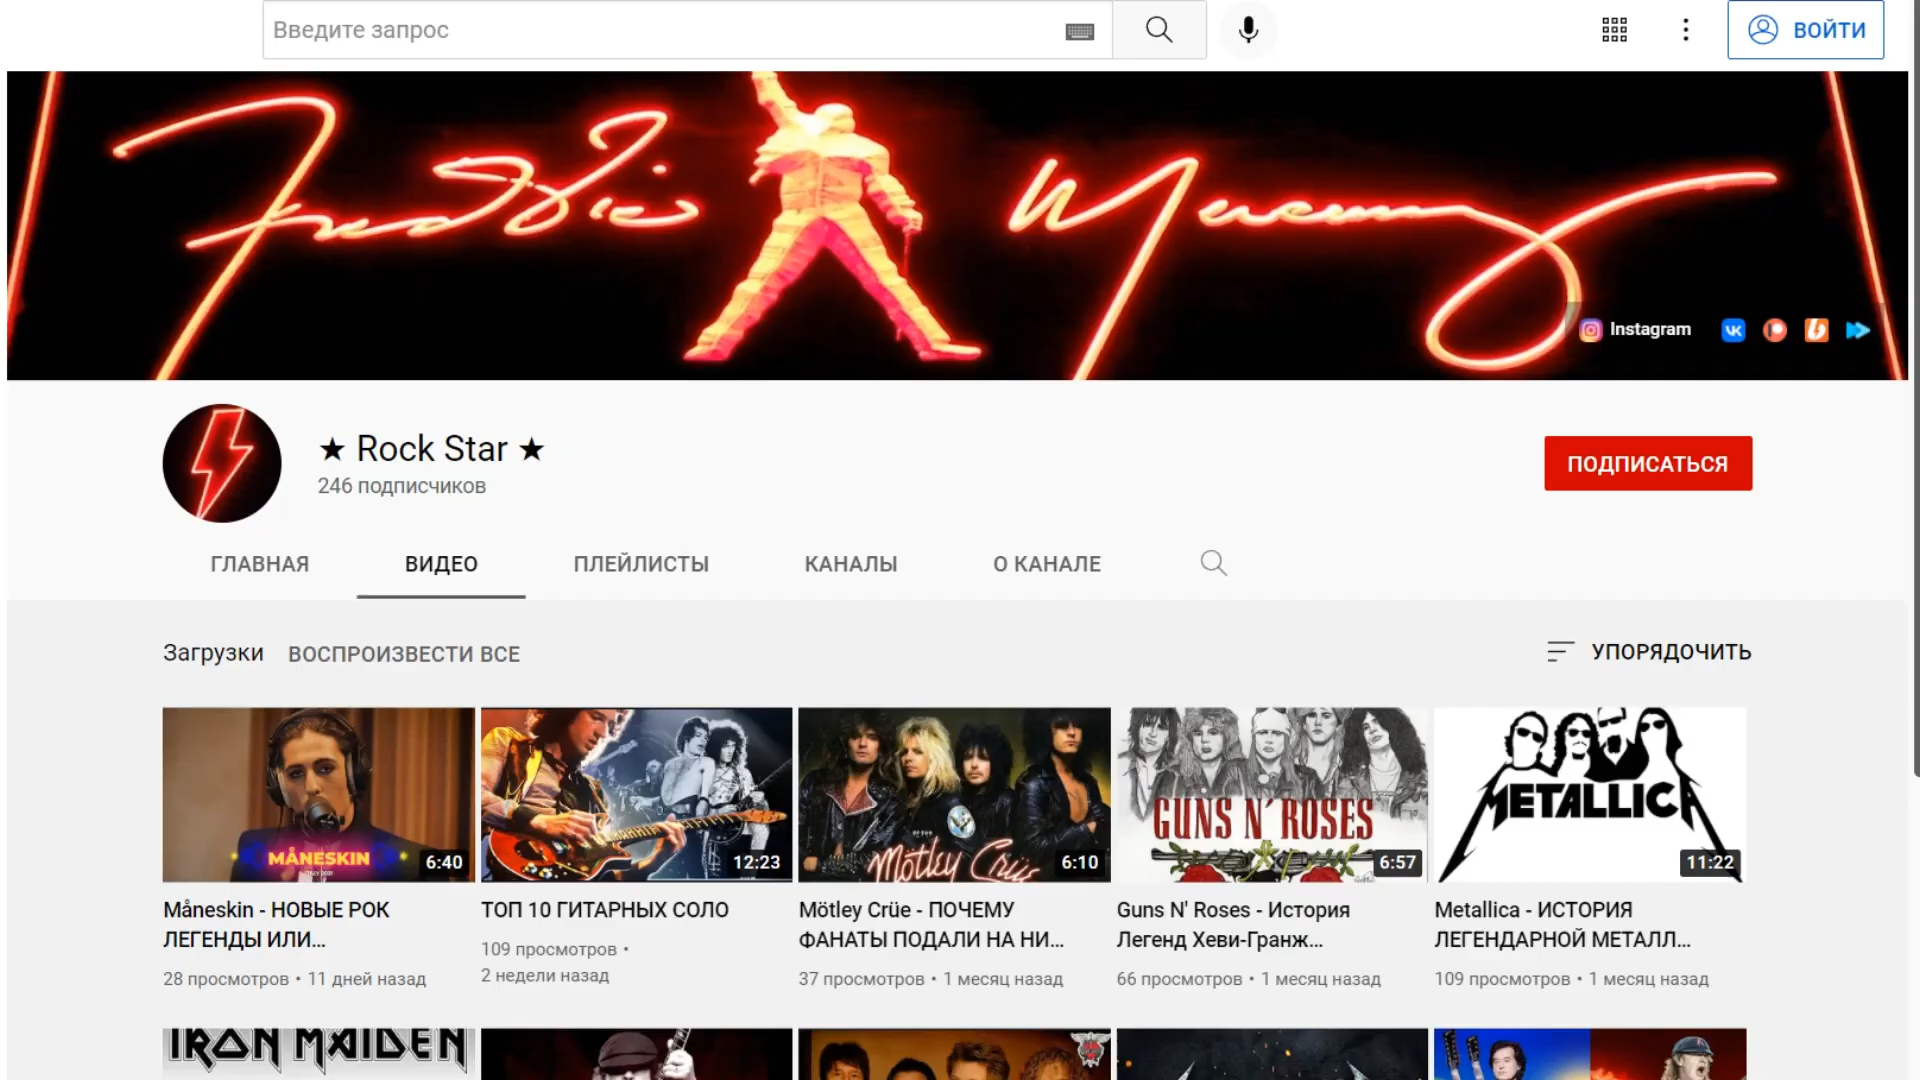 Введите запрос
ВОЙТИ
Freddie Mercury
Instagram
★ Rock Star ★
246 подписчиков
ПОДПИСАТЬСЯ
ГЛАВНАЯ
ВИДЕО
ПЛЕЙЛИСТЫ
КАНАЛЫ
О КАНАЛЕ
Загрузки
ВОСПРОИЗВЕСТИ ВСЕ
УПОРЯДОЧИТЬ
MÅNESKIN
6:40
12:23
Mötley Crüe
6:10
GUNS N' ROSES
6:57
METALLICA
11:22
Måneskin - НОВЫЕ РОК
ЛЕГЕНДЫ ИЛИ...
28 просмотров • 11 дней назад
ТОП 10 ГИТАРНЫХ СОЛО
109 просмотров •
2 недели назад
Mötley Crüe - ПОЧЕМУ
ФАНАТЫ ПОДАЛИ НА НИ...
37 просмотров • 1 месяц назад
Guns N' Roses - История
Легенд Хеви-Гранж...
66 просмотров • 1 месяц назад
Metallica - ИСТОРИЯ
ЛЕГЕНДАРНОЙ МЕТАЛЛ...
109 просмотров • 1 месяц назад
IRON MAIDEN